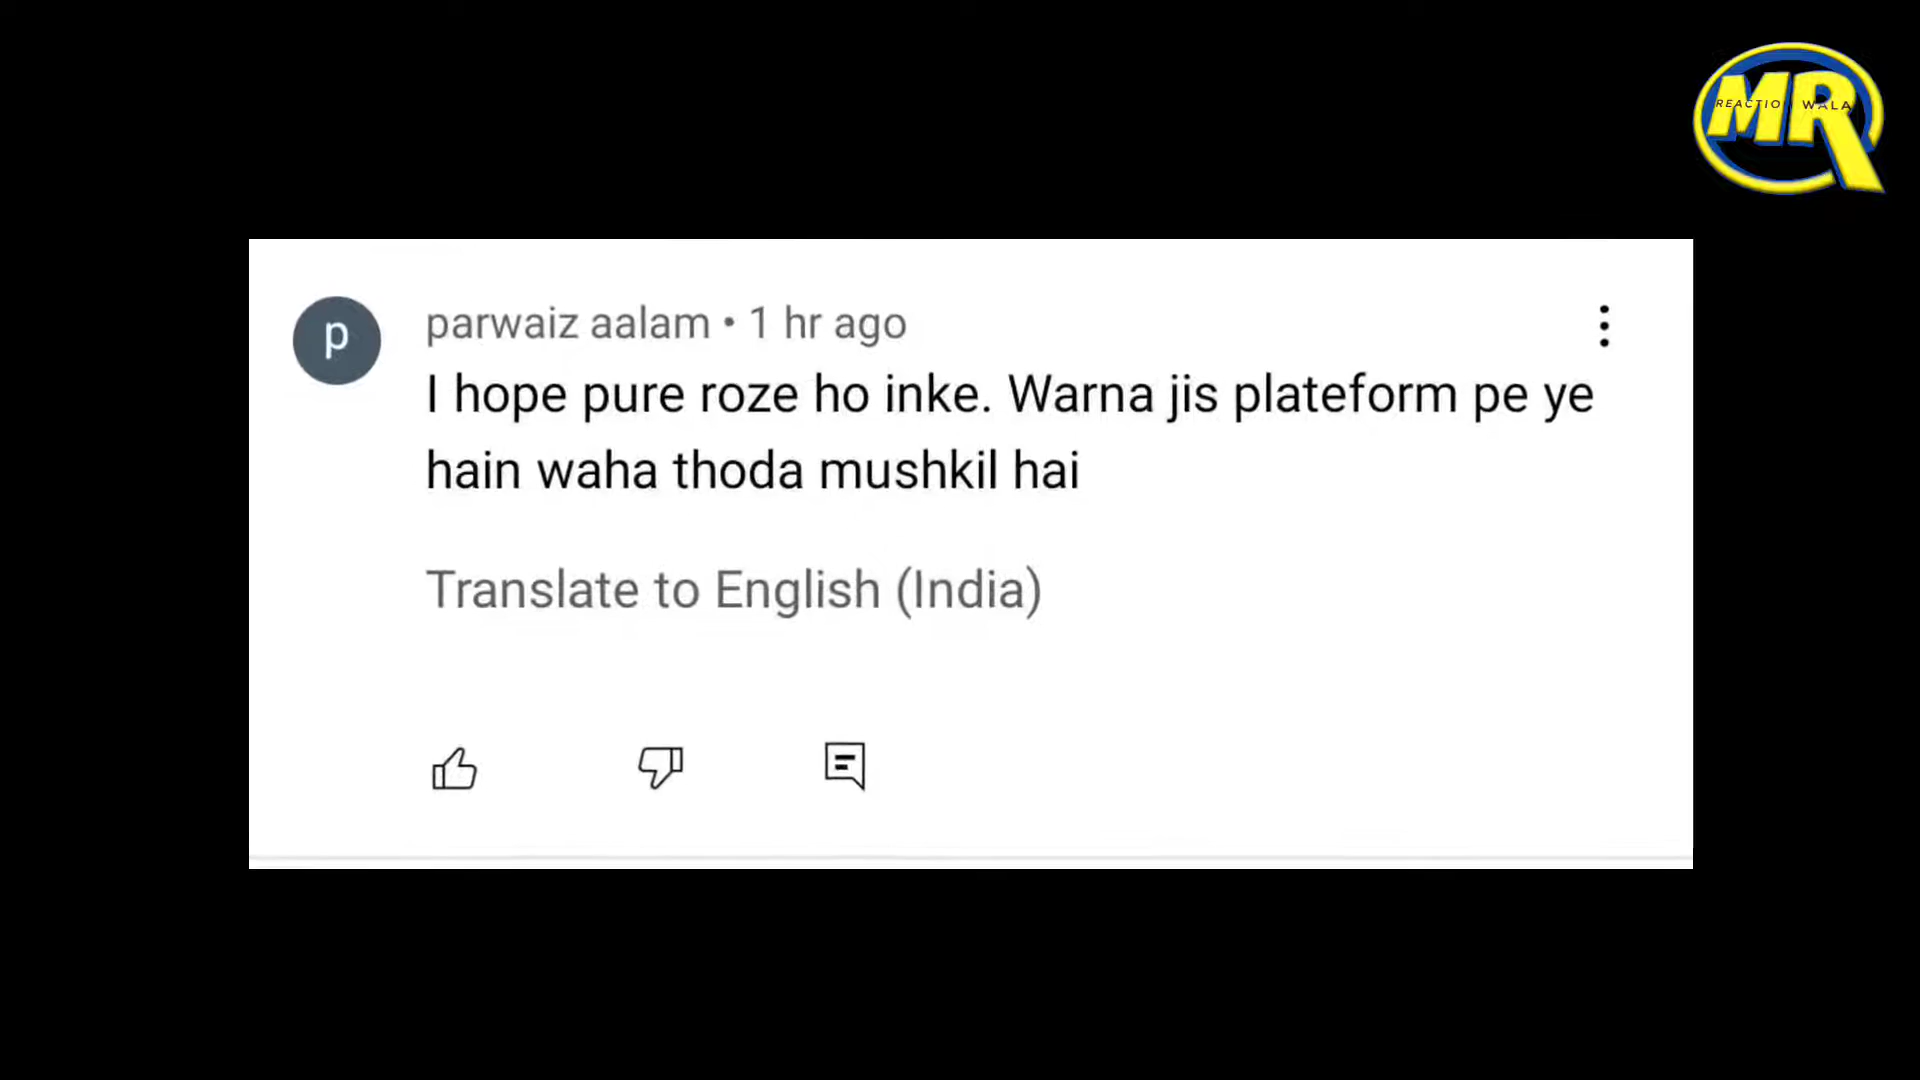 MR
REACTION WALA
p
parwaiz aalam • 1 hr ago
I hope pure roze ho inke. Warna jis plateform pe ye
hain waha thoda mushkil hai
Translate to English (India)